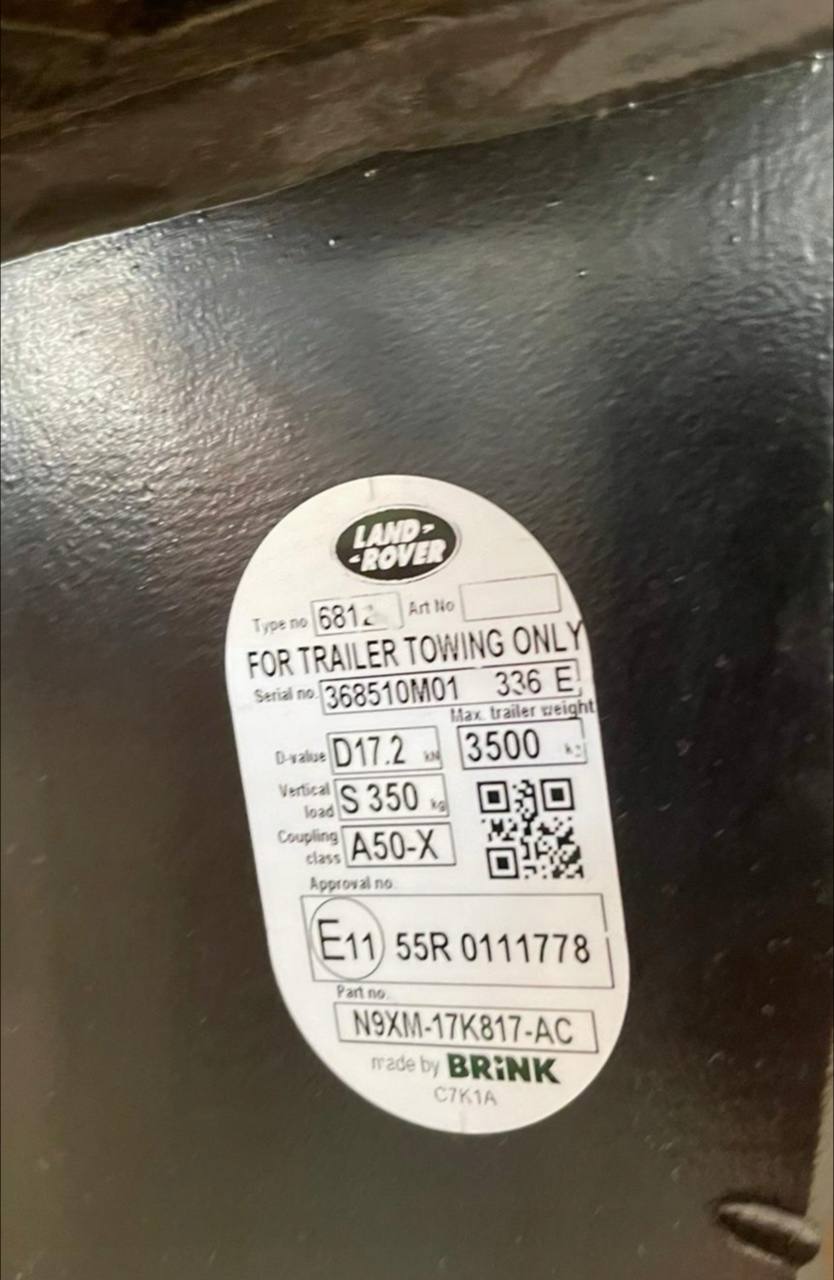 LAND-
-ROVER
Type no 681 Art No
FOR TRAILER TOWING ONLY
Serial no. 368510M01 336 E
Max. trailer weight
D-value D17.2 kN 3500 kg
Vertical load S 350 kg
Coupling class A50-X
Approval no.
E11 55R 0111778
Part no.
N9XM-17K817-AC
made by BRiNK
C7K1A